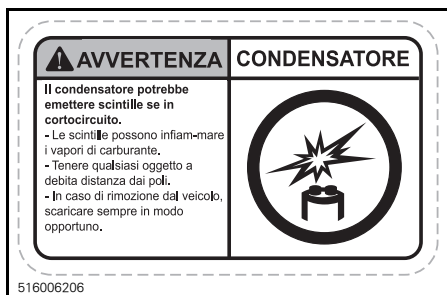 AVVERTENZA
CONDENSATORE
Il condensatore potrebbe
emettere scintille se in
cortocircuito.
- Le scintille possono infiam-mare
i vapori di carburante.
- Tenere qualsiasi oggetto a
debita distanza dai poli.
- In caso di rimozione dal veicolo,
scaricare sempre in modo
opportuno.
516006206